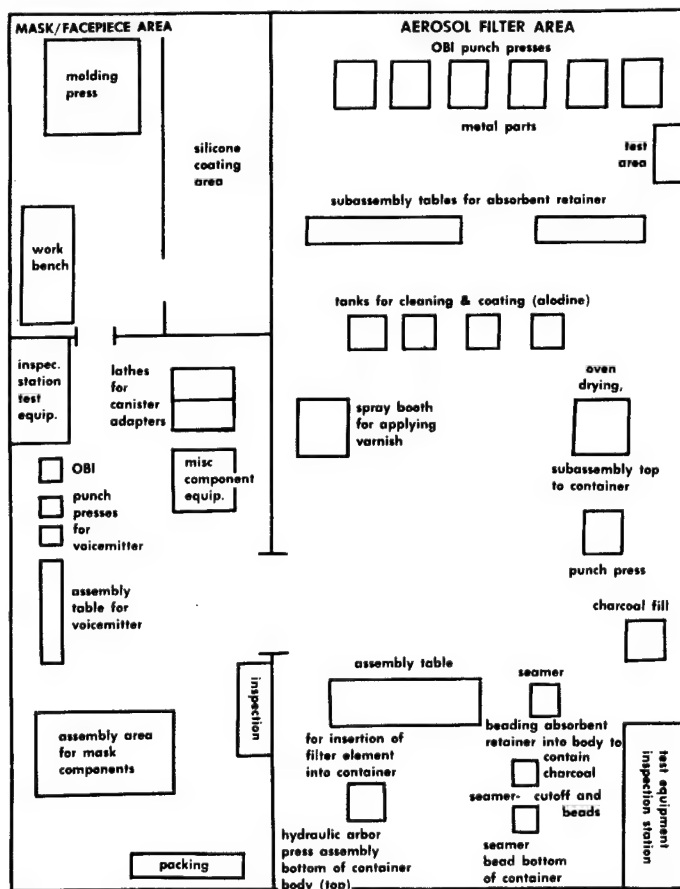 MASK/FACEPIECE AREA
molding
press
silicone
coating
area
work
bench
inspec.
station
test
equip.
lathes
for
canister
adapters
misc
component
equip.
OBI
punch
presses
for
voicemitter
assembly
table for
voicemitter
inspection
assembly area
for mask
components
packing
AEROSOL FILTER AREA
OBI punch presses
metal parts
test
area
subassembly tables for absorbent retainer
tanks for cleaning & coating (alodine)
spray booth
for applying
varnish
oven
drying,
subassembly top
to container
punch press
charcoal fill
assembly table
for insertion of
filter element
into container
hydraulic arbor
press assembly
bottom of container
body (top)
seamer
beading absorbent
retainer into body to
contain
charcoal
seamer- cutoff and
beads
seamer
bead bottom
of container
test equipment
inspection station